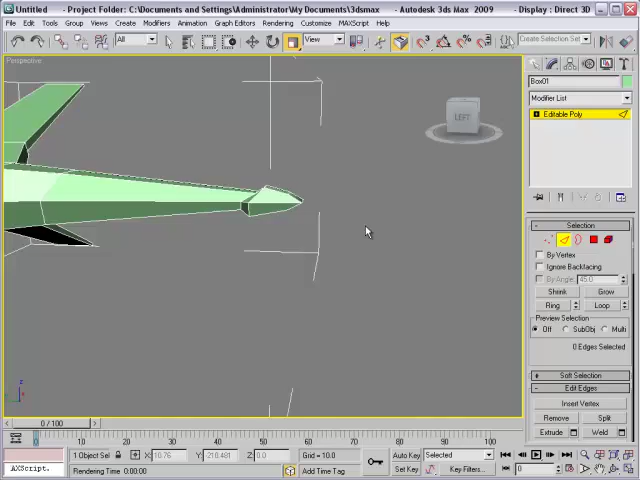 Untitled - Project Folder: C:\Documents and Settings\Administrator\My Documents\3dsmax - Autodesk 3ds Max 2009 - Display : Direct 3D
File Edit Tools Group Views Create Modifiers Animation Graph Editors Rendering Customize MAXScript Help
All View Create Selection Set
Perspective
LEFT
Box01
Modifier List
Editable Poly
- Selection
By Vertex
Ignore Backfacing
By Angle: 45.0
Shrink Grow
Ring Loop
Preview Selection
Off SubObj Multi
0 Edges Selected
+ Soft Selection
- Edit Edges
Insert Vertex
Remove Split
Extrude Weld
z
0 / 100
0 10 20 30 40 50 60 70 80 90 100
1 Object Sel X: 10.76 Y: -210.481 Z: 0.0 Grid = 10.0 Auto Key Selected
AXScript. Rendering Time 0:00:00 Add Time Tag Set Key Key Filters... 0